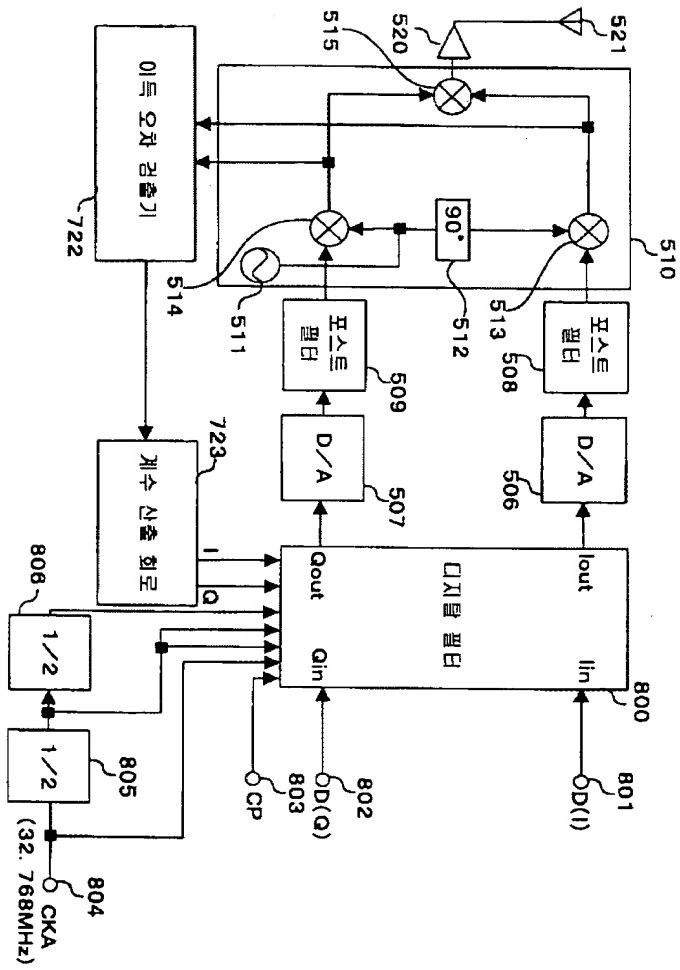 521
510
800
801
포스트
필터
D/A
Iout
Iin
D(I)
513
508
506
520
90°
512
디지털 필터
515
509
507
802
포스트
필터
D/A
Qout
Qin
D(Q)
514
511
803
CP
I
Q
723
이득 오차 검출기
계수 산출 회로
722
806
1/2
805
1/2
804
CKA
(32. 768MHz)